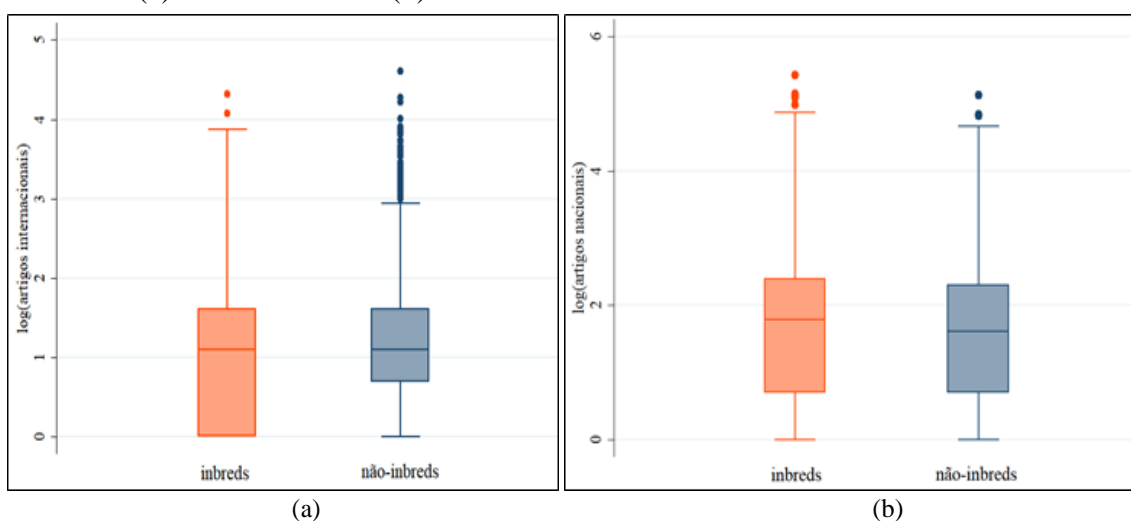 (a)
(b)
log(artigos internacionais)
5
4
3
2
1
0
inbreds não-inbreds
(a)
log(artigos nacionais)
6
4
2
0
inbreds não-inbreds
(b)